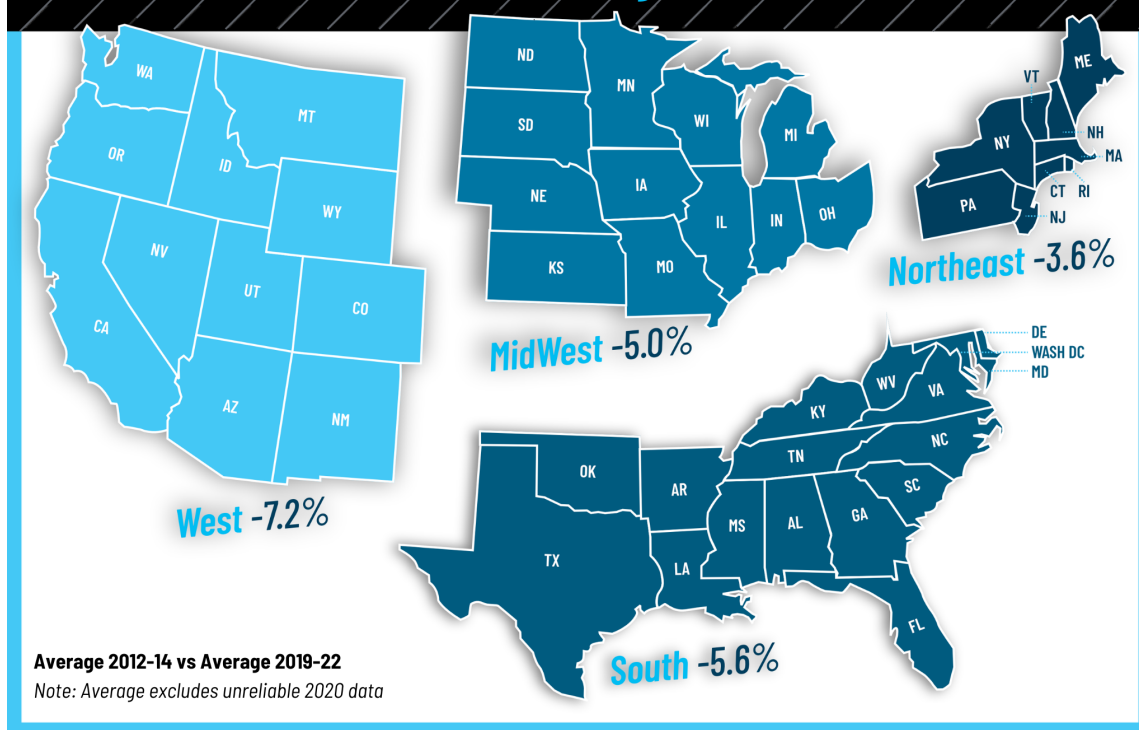 WA
MT
OR
ID
WY
NV
UT
CO
CA
AZ
NM
West -7.2%
ND
MN
SD
WI
MI
NE
IA
IL
IN
OH
KS
MO
MidWest -5.0%
ME
VT
NH
NY
MA
CT RI
PA
NJ
Northeast -3.6%
DE
WASH DC
MD
WV
VA
KY
NC
TN
OK
AR
SC
MS
AL
GA
TX
LA
FL
South -5.6%
Average 2012-14 vs Average 2019-22
Note: Average excludes unreliable 2020 data